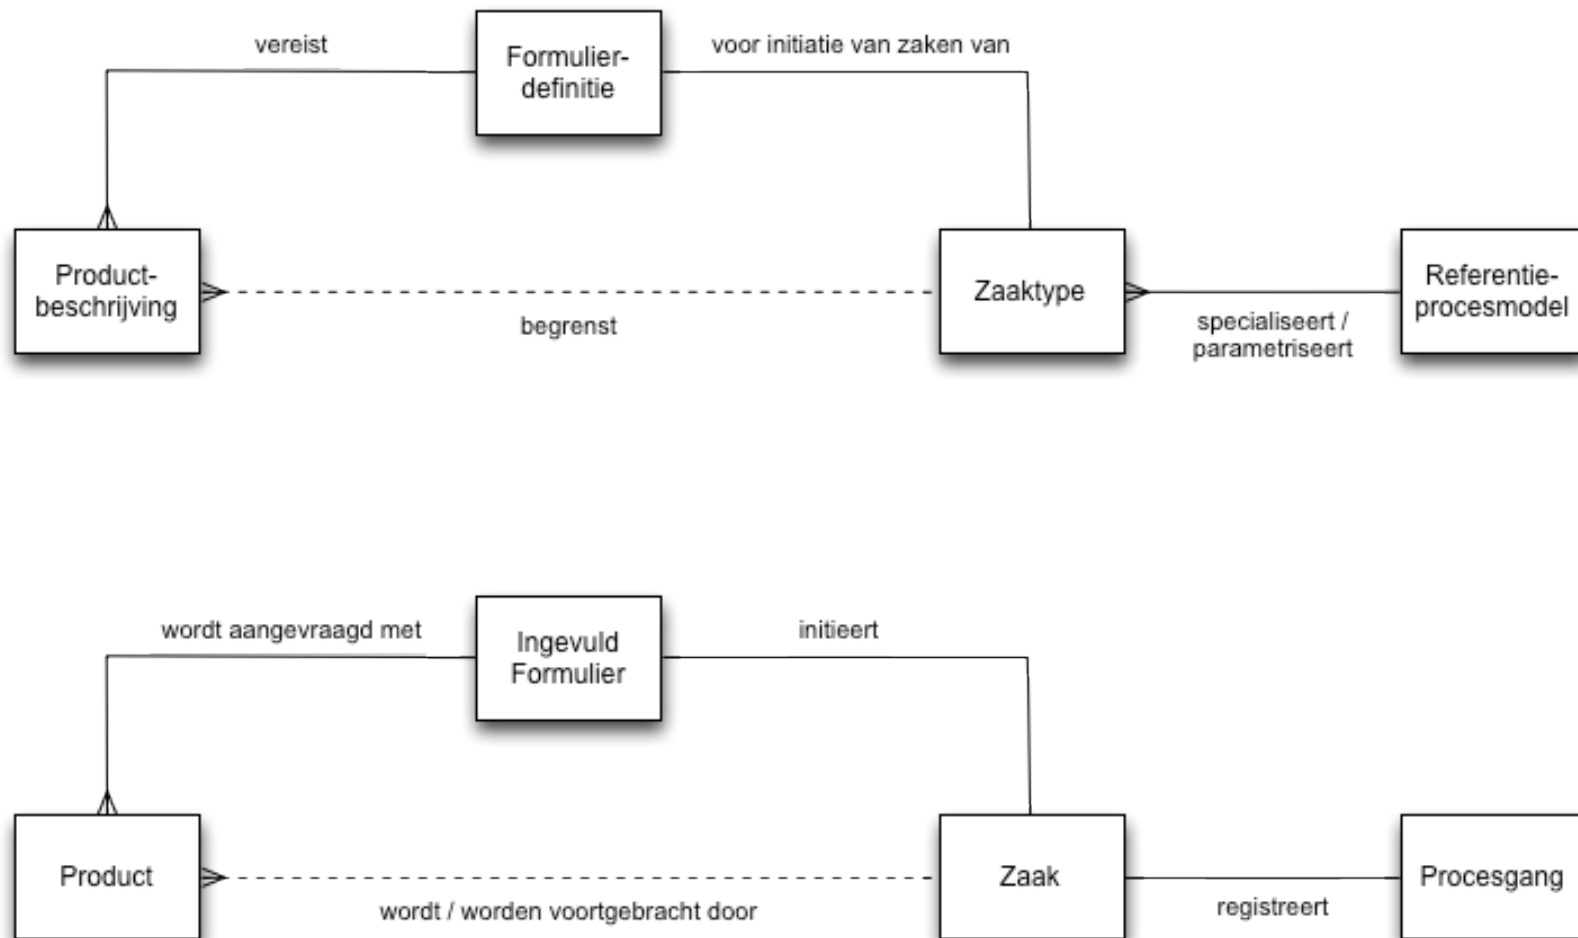 vereist
voor initiatie van zaken van
Formulier-
definitie
Product-
beschrijving
begrenst
Zaaktype
specialiseert /
parametriseert
Referentie-
procesmodel
wordt aangevraagd met
initieert
Ingevuld
Formulier
Product
wordt / worden voortgebracht door
Zaak
registreert
Procesgang